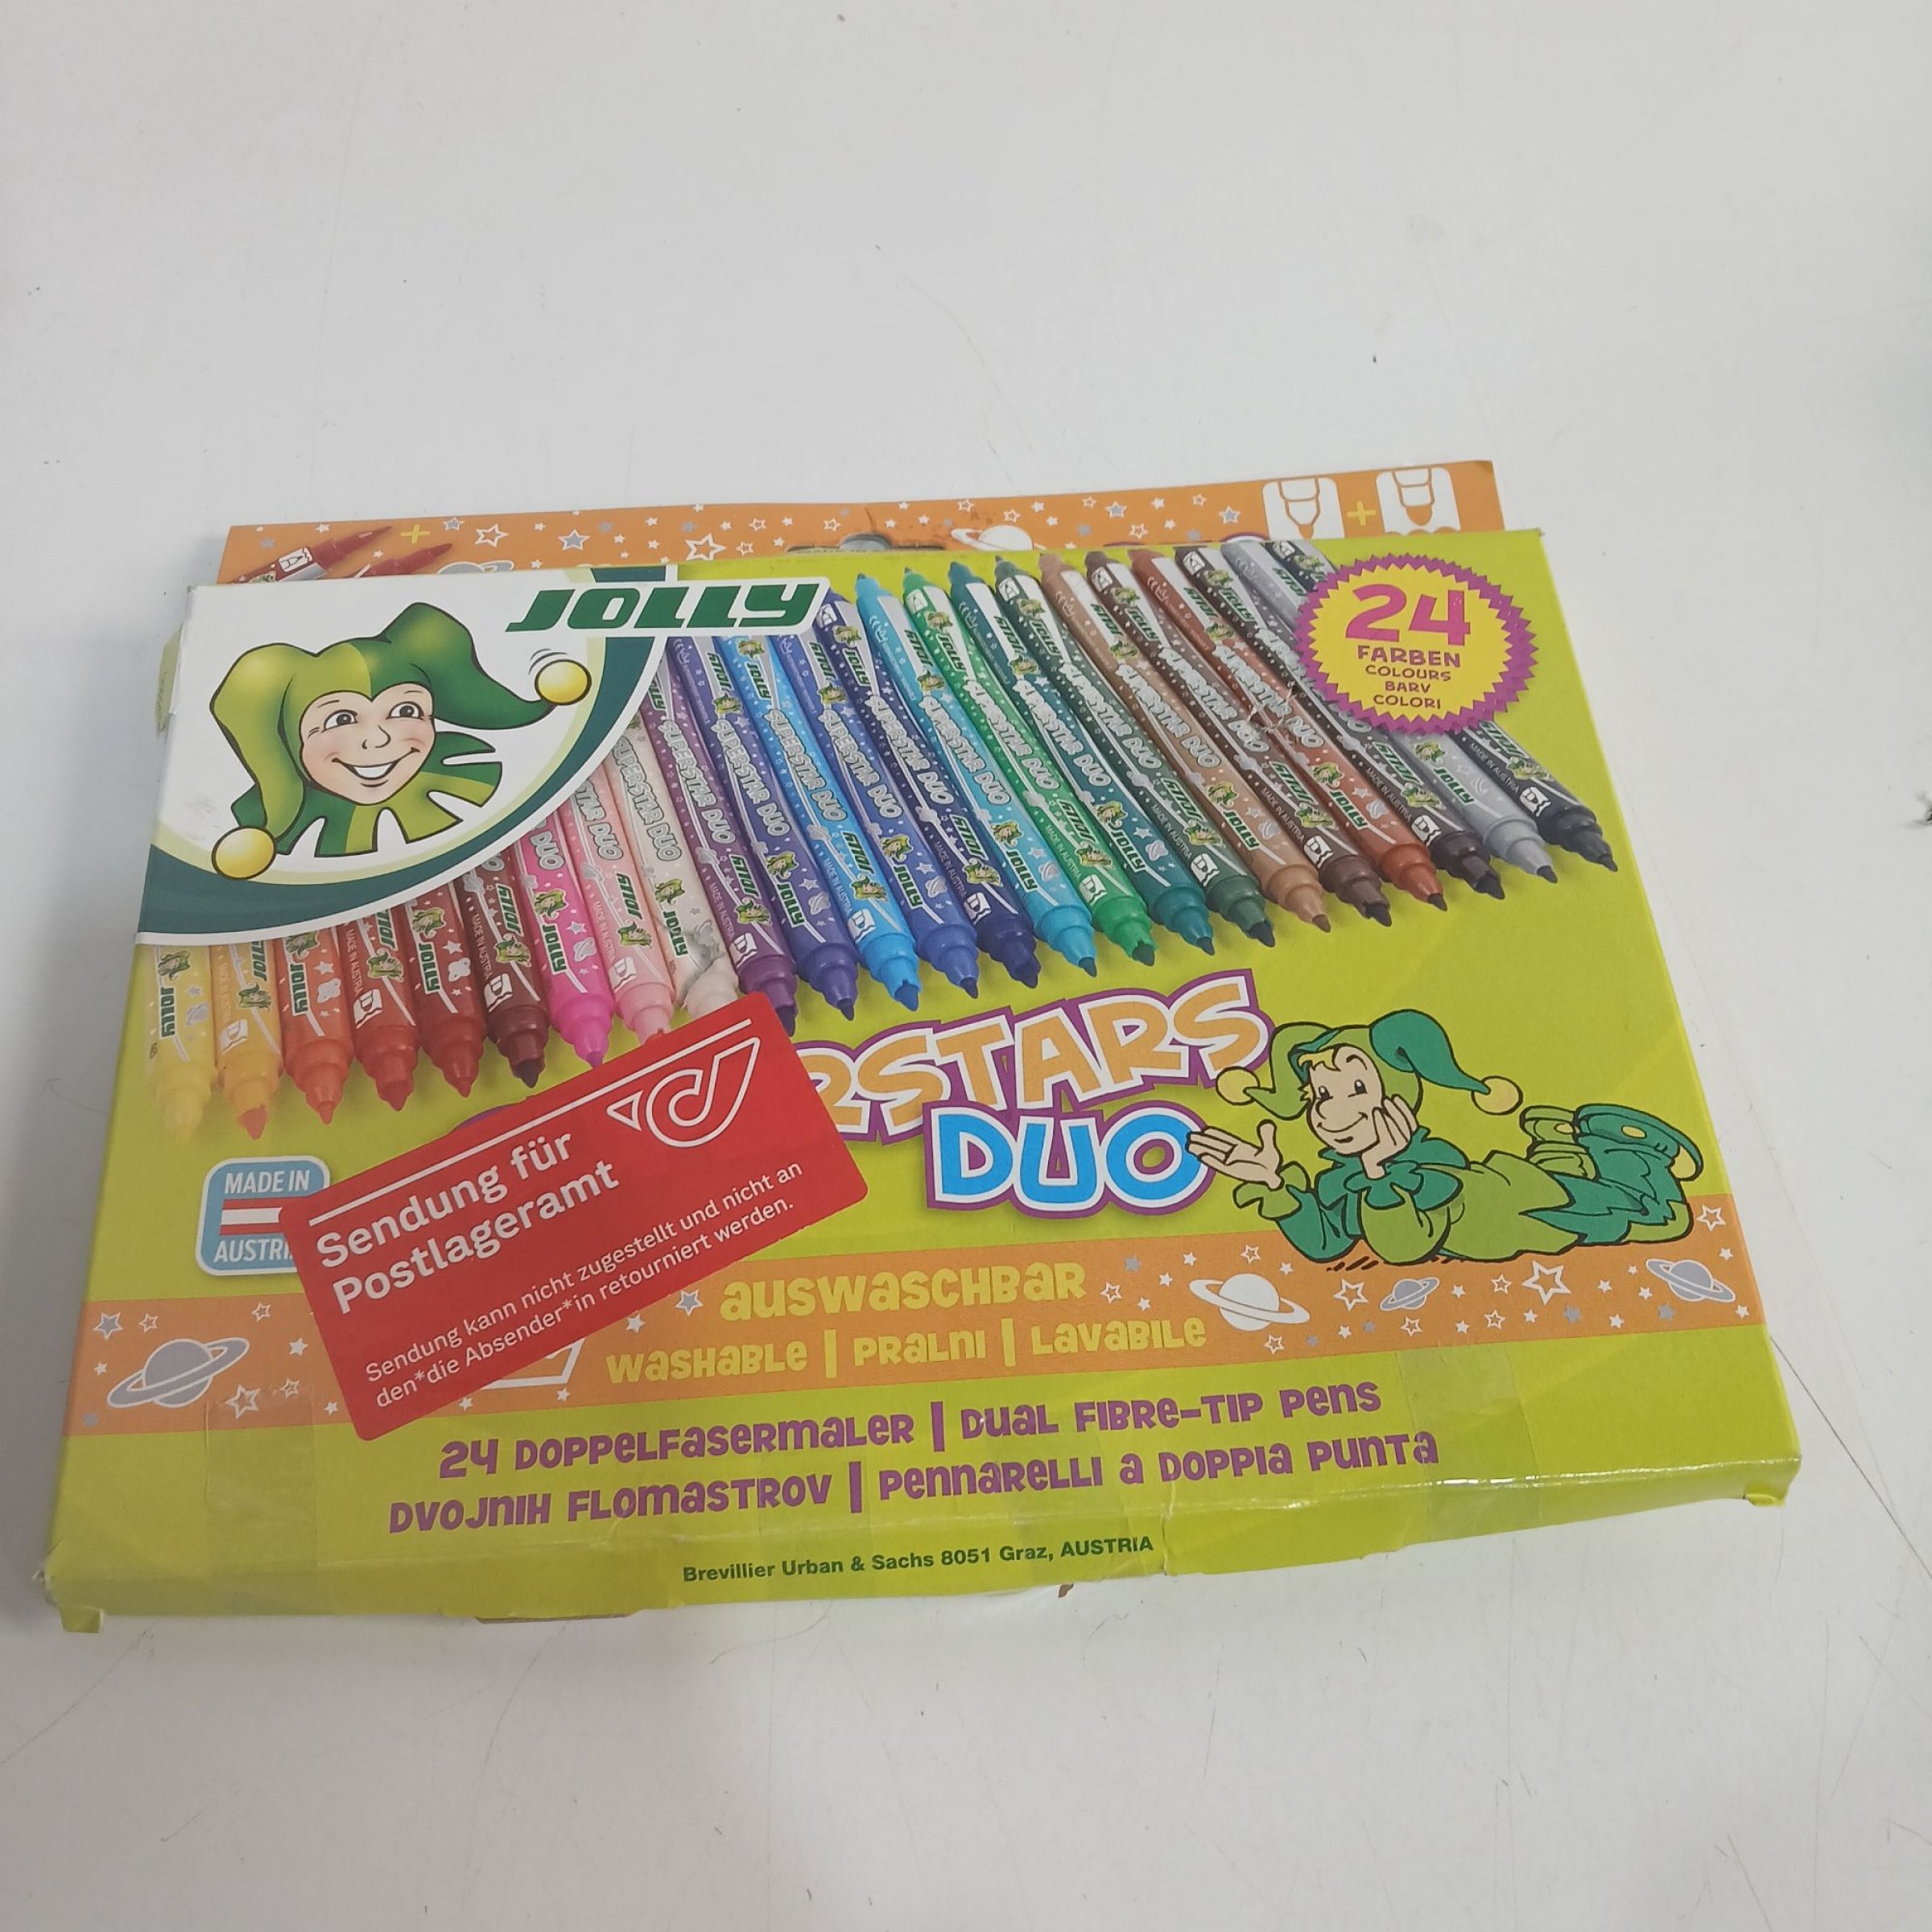 JOLLY
24
FARBEN
COLOURS
BARV
COLORI
RSTARS
DUO
MADE IN
AUSTRI
Sendung für
Postlageramt
Sendung kann nicht zugestellt und nicht an
den*die Absender*in retourniert werden.
auswaschbar
washable | pralni | lavabile
24 Doppelfasermaler | Dual fibre-tip pens
Dvojnih flomastrov | pennarelli a doppia punta
Brevillier Urban & Sachs 8051 Graz, AUSTRIA